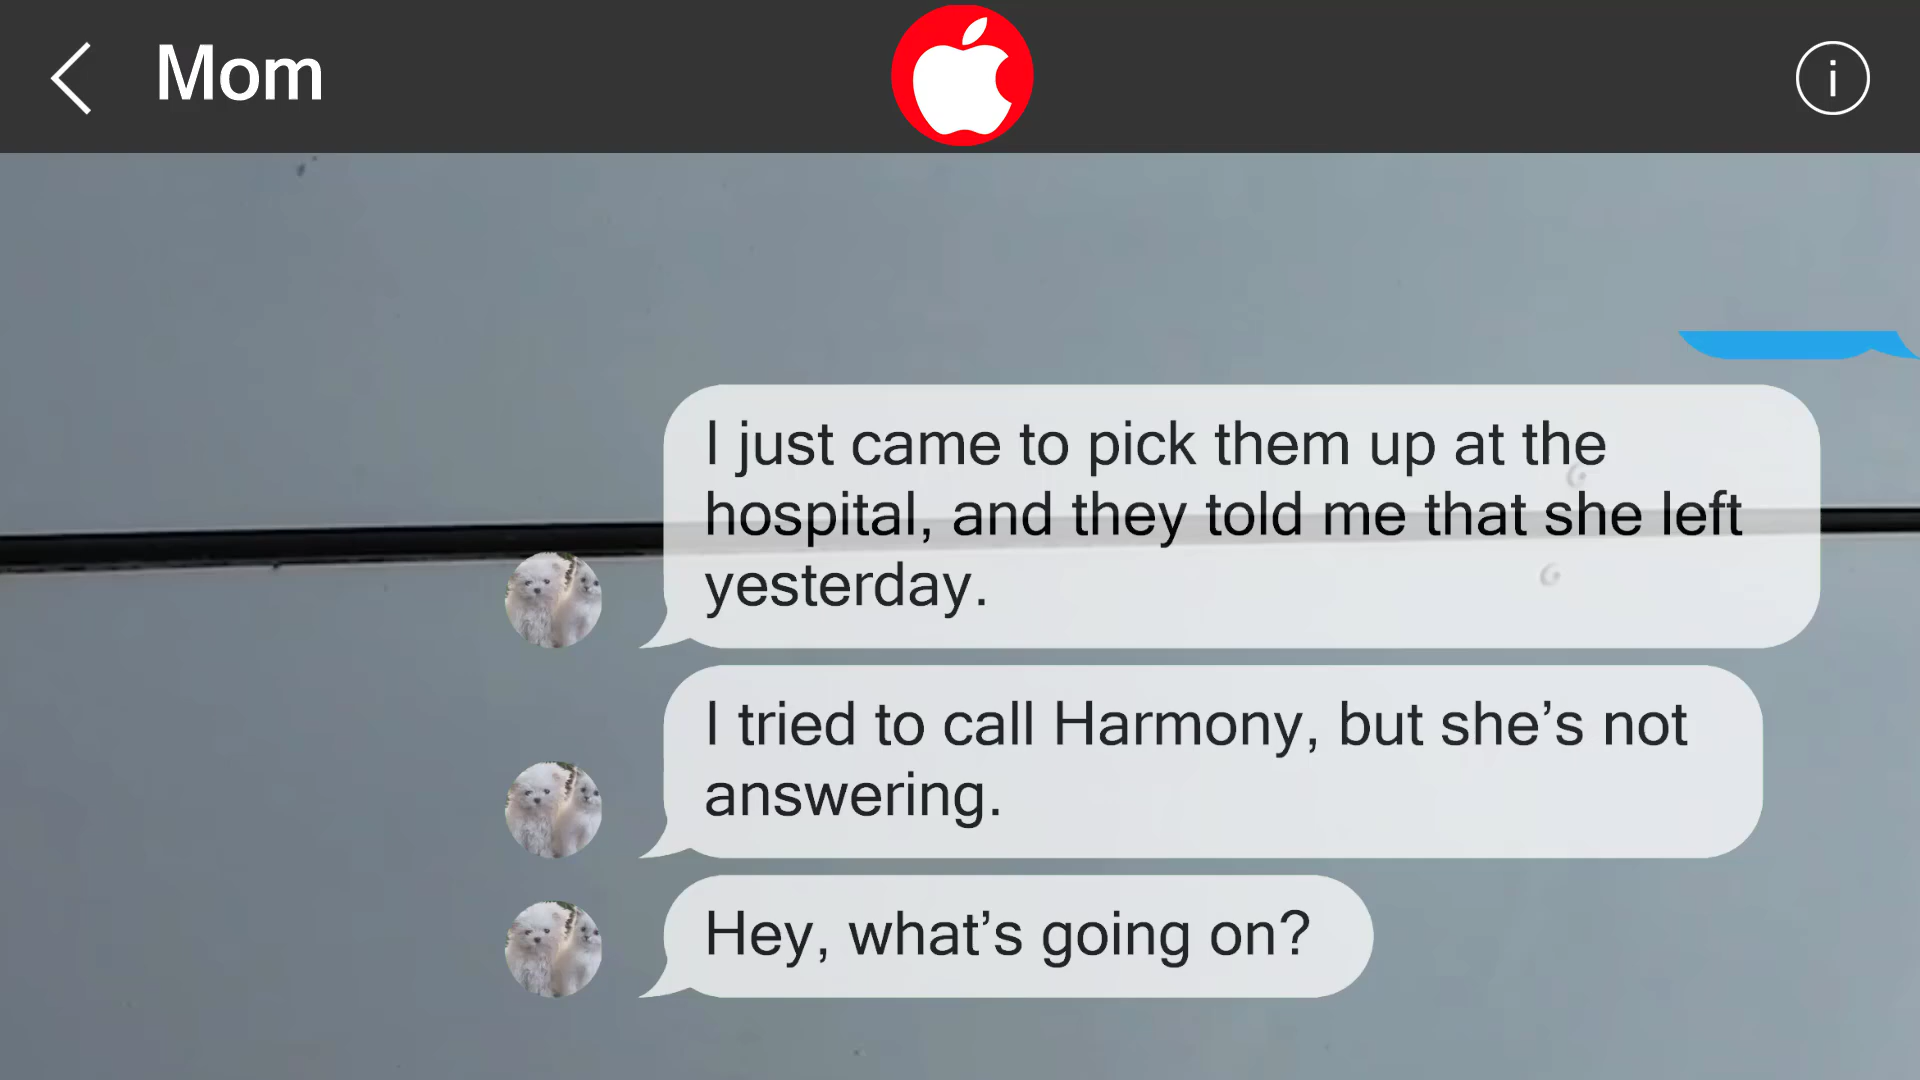 Mom
i
I just came to pick them up at the
hospital, and they told me that she left
yesterday.
I tried to call Harmony, but she’s not
answering.
Hey, what’s going on?